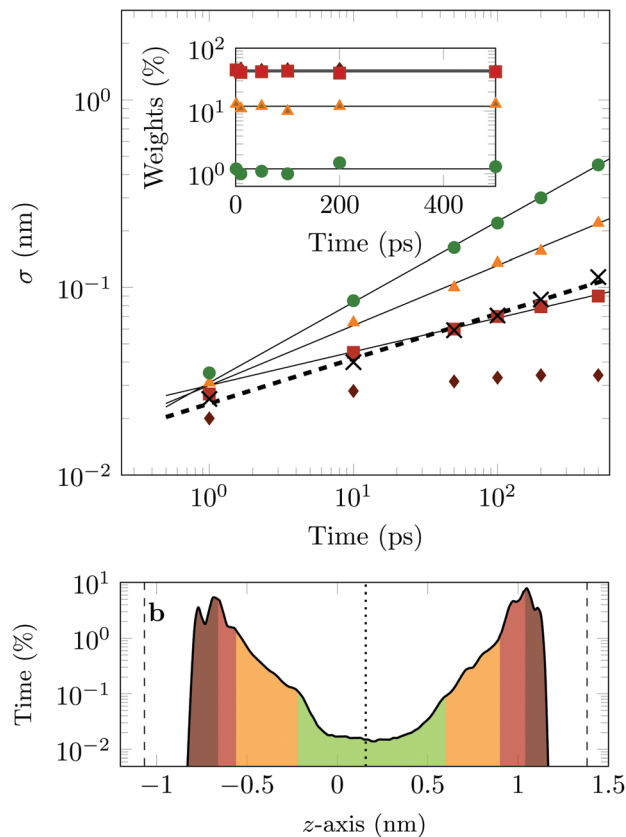 10^0
10^{-1}
10^{-2}
σ (nm)
10^2
10^1
10^0
Weights (%)
0 200 400
Time (ps)
10^0 10^1 10^2
Time (ps)
b
10^1
10^0
10^{-1}
10^{-2}
Time (%)
−1 −0.5 0 0.5 1 1.5
z-axis (nm)